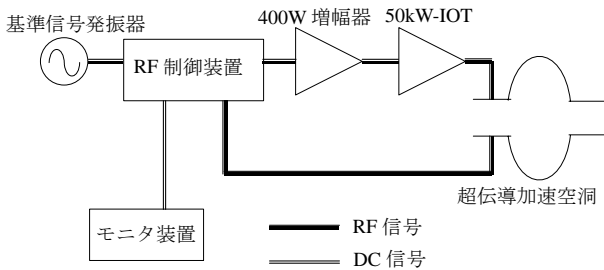 基準信号発振器
400W 増幅器
50kW-IOT
RF 制御装置
超伝導加速空洞
モニタ装置
RF 信号
DC 信号